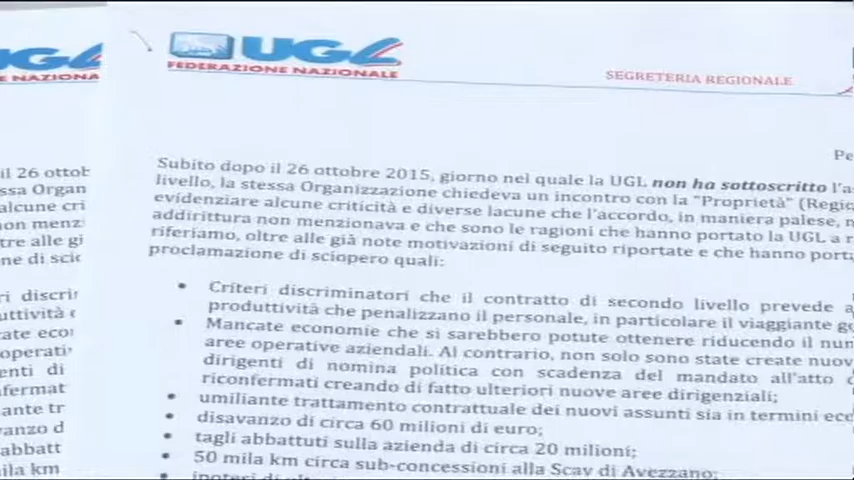 UGL
FEDERAZIONE NAZIONALE
SEGRETERIA REGIONALE
Subito dopo il 26 ottobre 2015, giorno nel quale la UGL non ha sottoscritto
livello, la stessa Organizzazione chiedeva un incontro con la "Proprietà"
evidenziare alcune criticità e diverse lacune che l'accordo, in maniera palese,
addirittura non menzionava e che sono le ragioni che hanno portato la UGL a
riferiamo, oltre alle già note motivazioni di seguito riportate e che hanno
proclamazione di sciopero quali:
• Criteri discriminatori che il contratto di secondo livello prevede
produttività che penalizzano il personale, in particolare il viaggiante
• Mancate economie che si sarebbero potute ottenere riducendo il
aree operative aziendali. Al contrario, non solo sono state create
dirigenti di nomina politica con scadenza del mandato all'atto
riconfermati creando di fatto ulteriori nuove aree dirigenziali;
• umiliante trattamento contrattuale dei nuovi assunti sia in termini
• disavanzo di circa 60 milioni di euro;
• tagli abbattuti sulla azienda di circa 20 milioni;
• 50 mila km circa sub-concessioni alla Scav di Avezzano;